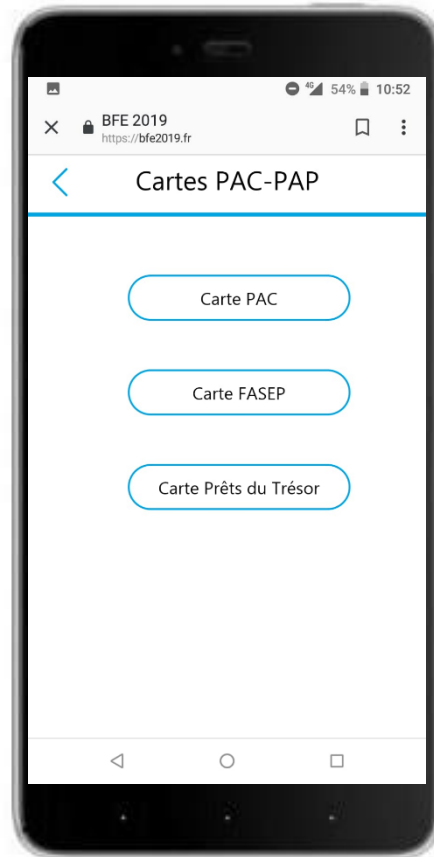 4G 54% 10:52
BFE 2019
https://bfe2019.fr
Cartes PAC-PAP
Carte PAC
Carte FASEP
Carte Prêts du Trésor